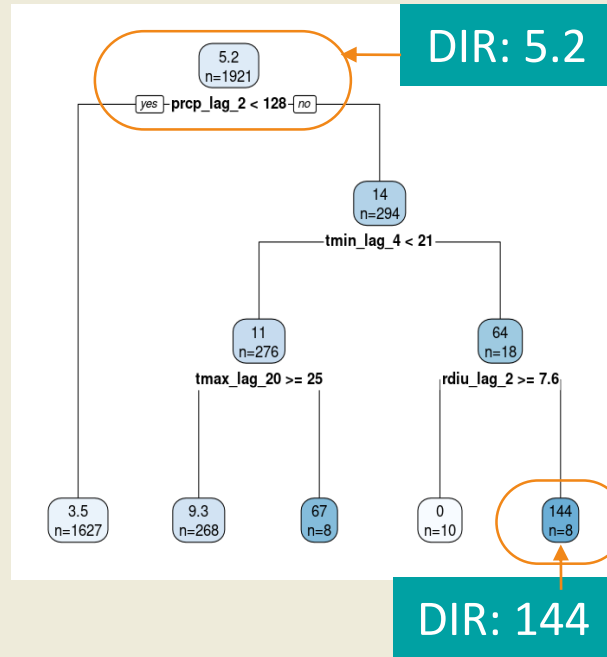 DIR: 5.2
5.2
n=1921
yes prcp_lag_2 < 128 no
14
n=294
tmin_lag_4 < 21
11
n=276
64
n=18
tmax_lag_20 >= 25
rdiu_lag_2 >= 7.6
3.5
n=1627
9.3
n=268
67
n=8
0
n=10
144
n=8
DIR: 144